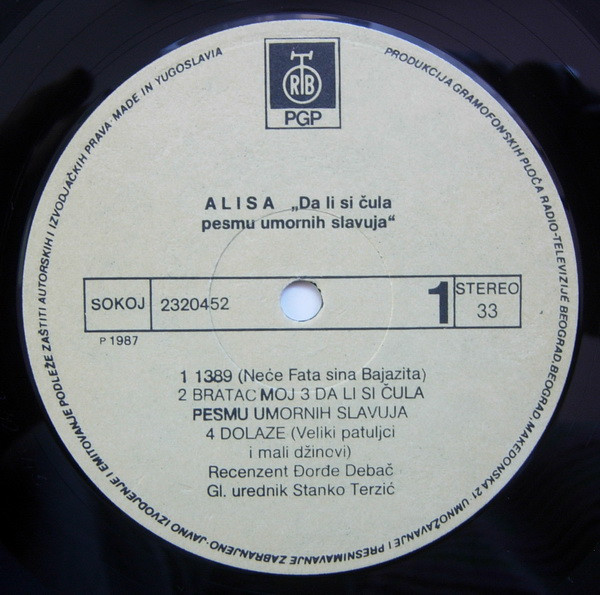 RTB
PGP
ALISA „Da li si čula
pesmu umornih slavuja“
SOKOJ 2320452 1 STEREO 33
P 1987
1 1389 (Neće Fata sina Bajazita)
2 BRATAC MOJ 3 DA LI SI ČULA
PESMU UMORNIH SLAVUJA
4 DOLAZE (Veliki patuljci
i mali džinovi)
Recenzent Đorđe Debač
Gl. urednik Stanko Terzić
PRODUKCIJA GRAMOFONSKIH PLOČA RADIO-TELEVIZIJE BEOGRAD, BEOGRAD, MAKEDONSKA 21 · UMNOŽAVANJE I PRESNIMAVANJE ZABRANJENO · JAVNO IZVODJENJE I EMITOVANJE PODLEŽE ZAŠTITI AUTORSKIH I IZVODJAČKIH PRAVA · MADE IN YUGOSLAVIA